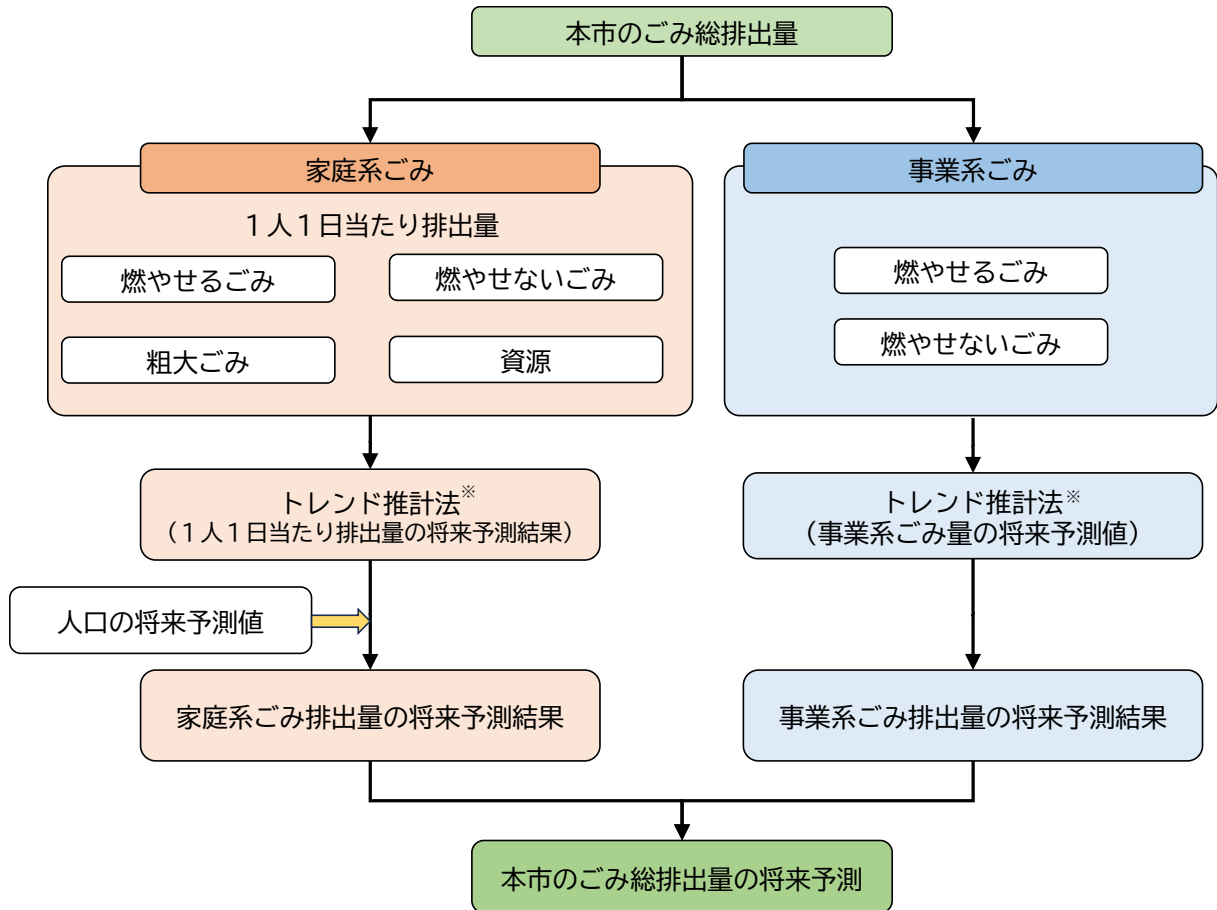 本市のごみ総排出量
家庭系ごみ
１人１日当たり排出量
燃やせるごみ
燃やせないごみ
粗大ごみ
資源
事業系ごみ
燃やせるごみ
燃やせないごみ
トレンド推計法※
（１人１日当たり排出量の将来予測結果）
トレンド推計法※
（事業系ごみ量の将来予測値）
人口の将来予測値
家庭系ごみ排出量の将来予測結果
事業系ごみ排出量の将来予測結果
本市のごみ総排出量の将来予測